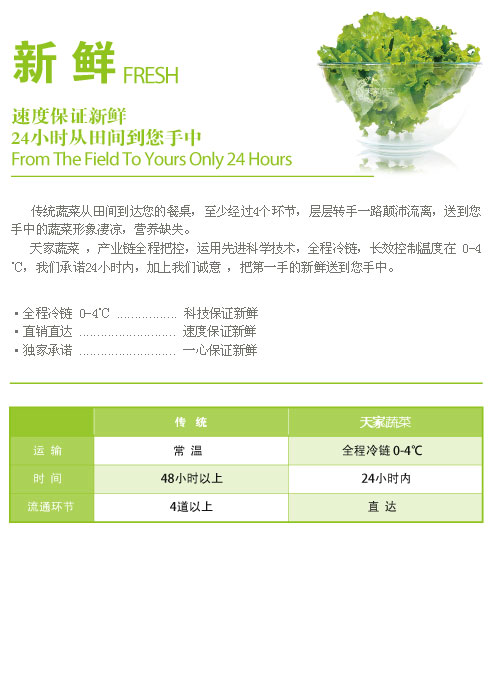 新 鲜 FRESH
速度保证新鲜
24小时从田间到您手中
From The Field To Yours Only 24 Hours
传统蔬菜从田间到达您的餐桌，至少经过4个环节，层层转手一路颠沛流离，送到您
手中的蔬菜形象凄凉，营养缺失。
天家蔬菜 ，产业链全程把控，运用先进科学技术，全程冷链，长效控制温度在 0-4
℃，我们承诺24小时内，加上我们诚意 ，把第一手的新鲜送到您手中。
·全程冷链 0-4℃ ................. 科技保证新鲜
·直销直达 ........................... 速度保证新鲜
·独家承诺 ........................... 一心保证新鲜
传 统 天家蔬菜
运 输 常 温 全程冷链 0-4℃
时 间 48小时以上 24小时内
流通环节 4道以上 直 达